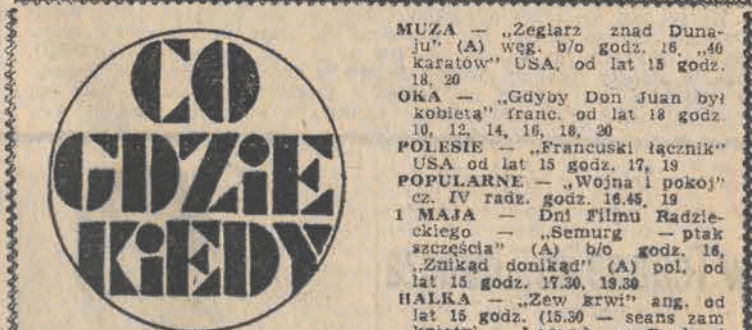 CO
GDZiE
KiEDY
MUZA — „Żeglarz znad Duna-
ju" (A) węg. b/o godz. 16, „40
karatów" USA, od lat 15 godz.
18, 20
OKA — „Gdyby Don Juan był
kobietą" franc. od lat 18 godz.
10, 12, 14, 16, 18, 20
POLESIE — „Francuski łącznik"
USA od lat 15 godz. 17, 19
POPULARNE — „Wojna i pokój"
cz. IV radz. godz. 16.45, 19
1 MAJA — Dni Filmu Radzie-
ckiego — „Semurg — ptak
szczęścia" (A) b/o godz. 16,
„Znikąd donikąd" (A) pol. od
lat 15 godz. 17.30, 19.30
HALKA — „Zew krwi" ang. od
lat 15 godz. (15.30 — seans zam